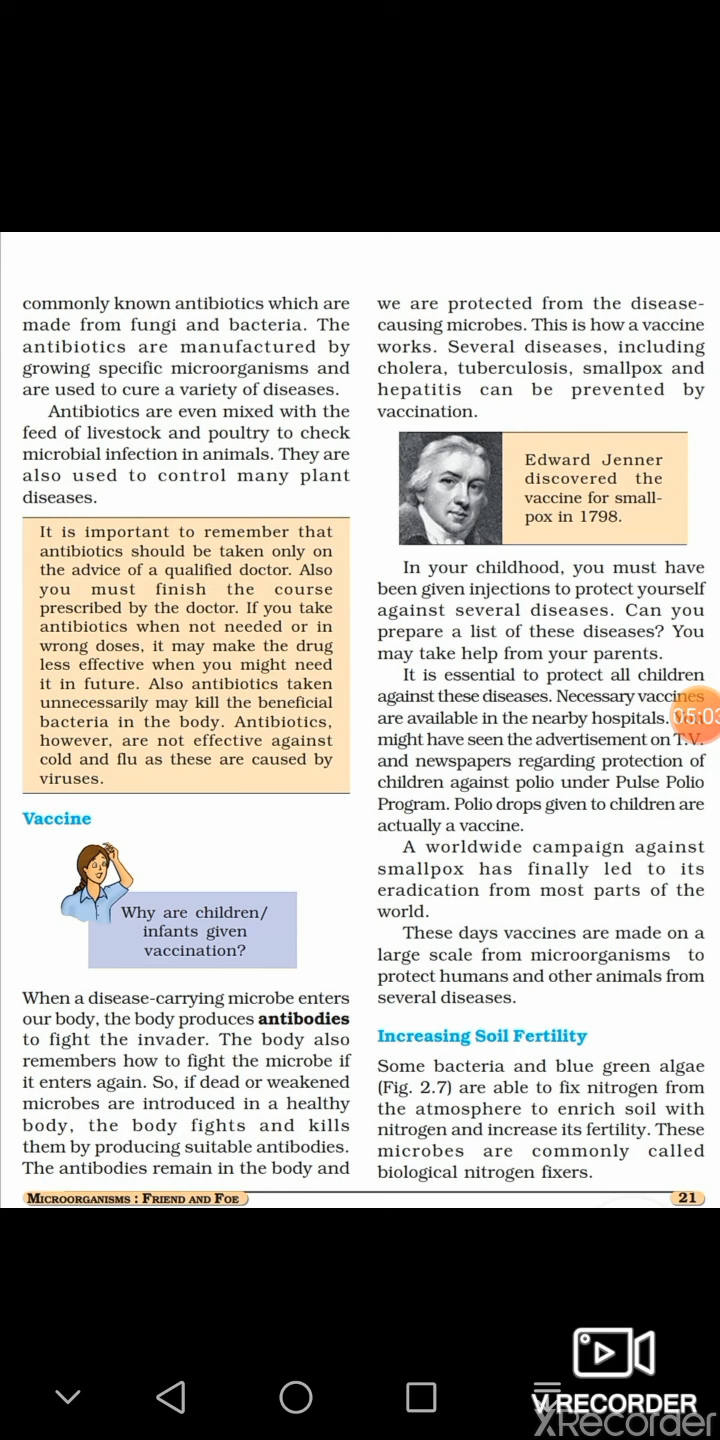 commonly known antibiotics which are
made from fungi and bacteria. The
antibiotics are manufactured by
growing specific microorganisms and
are used to cure a variety of diseases.
Antibiotics are even mixed with the
feed of livestock and poultry to check
microbial infection in animals. They are
also used to control many plant
diseases.
It is important to remember that
antibiotics should be taken only on
the advice of a qualified doctor. Also
you must finish the course
prescribed by the doctor. If you take
antibiotics when not needed or in
wrong doses, it may make the drug
less effective when you might need
it in future. Also antibiotics taken
unnecessarily may kill the beneficial
bacteria in the body. Antibiotics,
however, are not effective against
cold and flu as these are caused by
viruses.
Vaccine
Why are children/
infants given
vaccination?
When a disease-carrying microbe enters
our body, the body produces antibodies
to fight the invader. The body also
remembers how to fight the microbe if
it enters again. So, if dead or weakened
microbes are introduced in a healthy
body, the body fights and kills
them by producing suitable antibodies.
The antibodies remain in the body and
we are protected from the disease-
causing microbes. This is how a vaccine
works. Several diseases, including
cholera, tuberculosis, smallpox and
hepatitis can be prevented by
vaccination.
Edward Jenner
discovered the
vaccine for small-
pox in 1798.
In your childhood, you must have
been given injections to protect yourself
against several diseases. Can you
prepare a list of these diseases? You
may take help from your parents.
It is essential to protect all children
against these diseases. Necessary vaccines
are available in the nearby hospitals.
05:03
might have seen the advertisement on T.V.
and newspapers regarding protection of
children against polio under Pulse Polio
Program. Polio drops given to children are
actually a vaccine.
A worldwide campaign against
smallpox has finally led to its
eradication from most parts of the
world.
These days vaccines are made on a
large scale from microorganisms to
protect humans and other animals from
several diseases.
Increasing Soil Fertility
Some bacteria and blue green algae
(Fig. 2.7) are able to fix nitrogen from
the atmosphere to enrich soil with
nitrogen and increase its fertility. These
microbes are commonly called
biological nitrogen fixers.
MICROORGANISMS : FRIEND AND FOE
21
V RECORDER
XRecorder